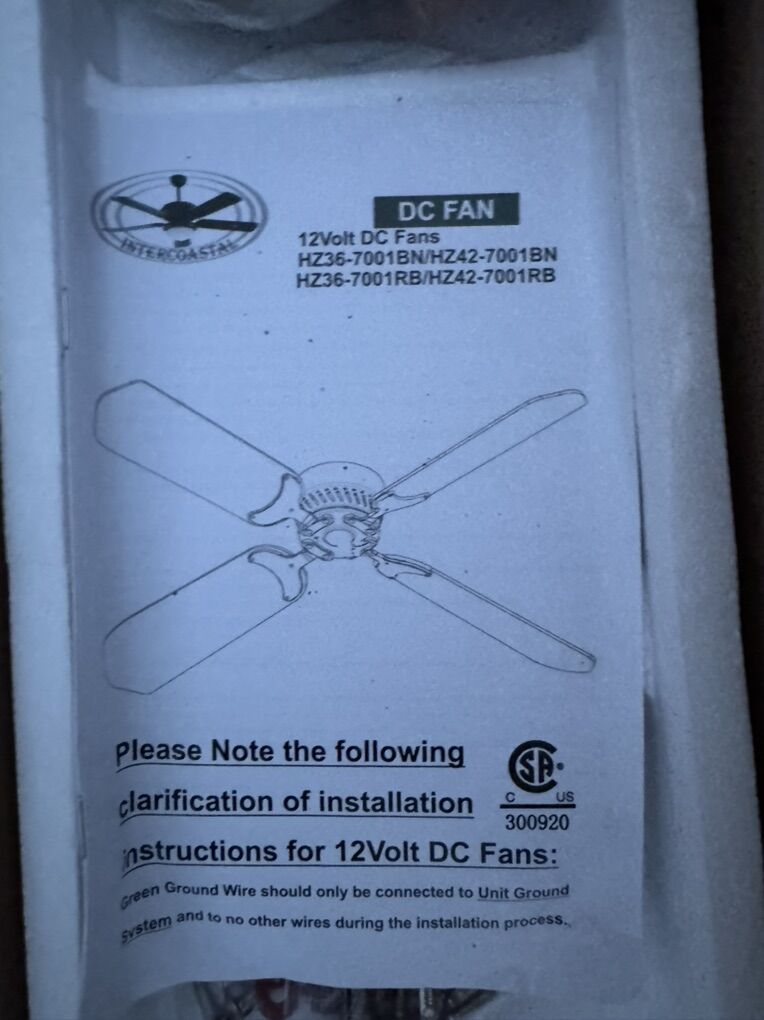 INTERCOASTAL
DC FAN
12Volt DC Fans
HZ36-7001BN/HZ42-7001BN
HZ36-7001RB/HZ42-7001RB
Please Note the following
clarification of installation
instructions for 12Volt DC Fans:
Green Ground Wire should only be connected to Unit Ground
System and to no other wires during the installation process.
CSA
C US
300920